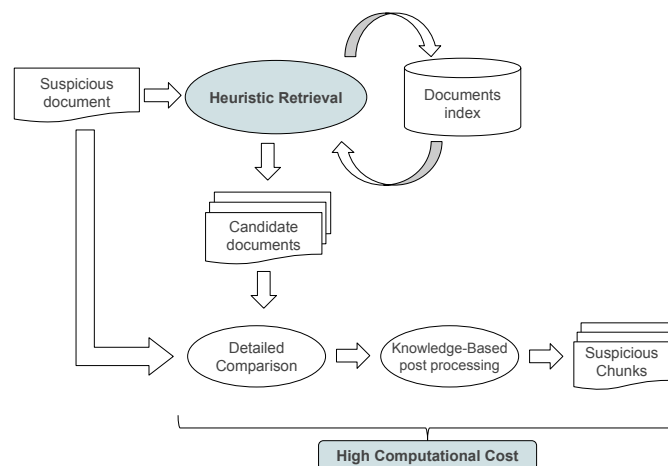 Suspicious
document
Heuristic Retrieval
Documents
index
Candidate
documents
Detailed
Comparison
Knowledge-Based
post processing
Suspicious
Chunks
High Computational Cost